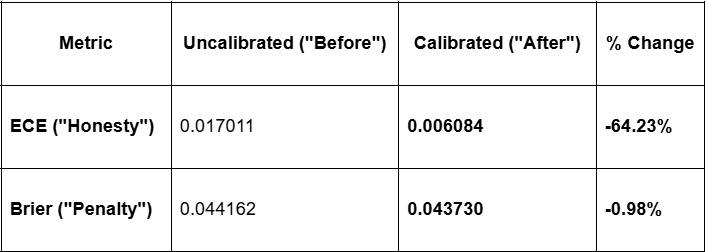 Metric Uncalibrated ("Before") Calibrated ("After") % Change
ECE ("Honesty") 0.017011 0.006084 -64.23%
Brier ("Penalty") 0.044162 0.043730 -0.98%